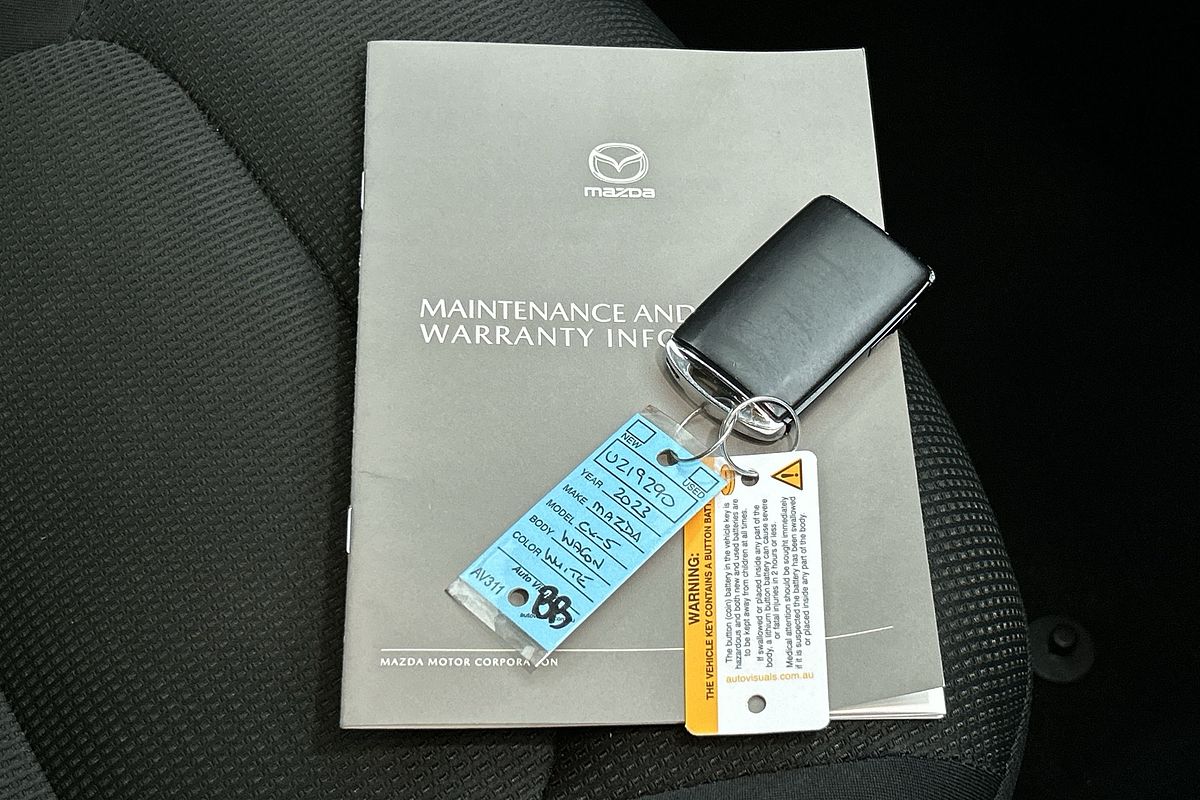 mazda
MAINTENANCE AND
WARRANTY
MAZDA MOTOR CORPORATION
NEW
USED
U219290
YEAR 2023
MAKE MAZDA
MODEL CX-5
BODY WAGN
COLOR WHITE
AV311
BB
WARNING:
THE VEHICLE KEY CONTAINS A BUTTON
The button (coin) battery in the vehicle key is
hazardous and both new and used batteries are
to be kept away from children at all times.
If swallowed or placed inside any part of the
body, a lithium button battery can cause severe
or fatal injuries in 2 hours or less.
Medical attention should be sought immediately
if it is suspected the battery has been swallowed
or placed inside any part of the body.
autovisuals.com.au